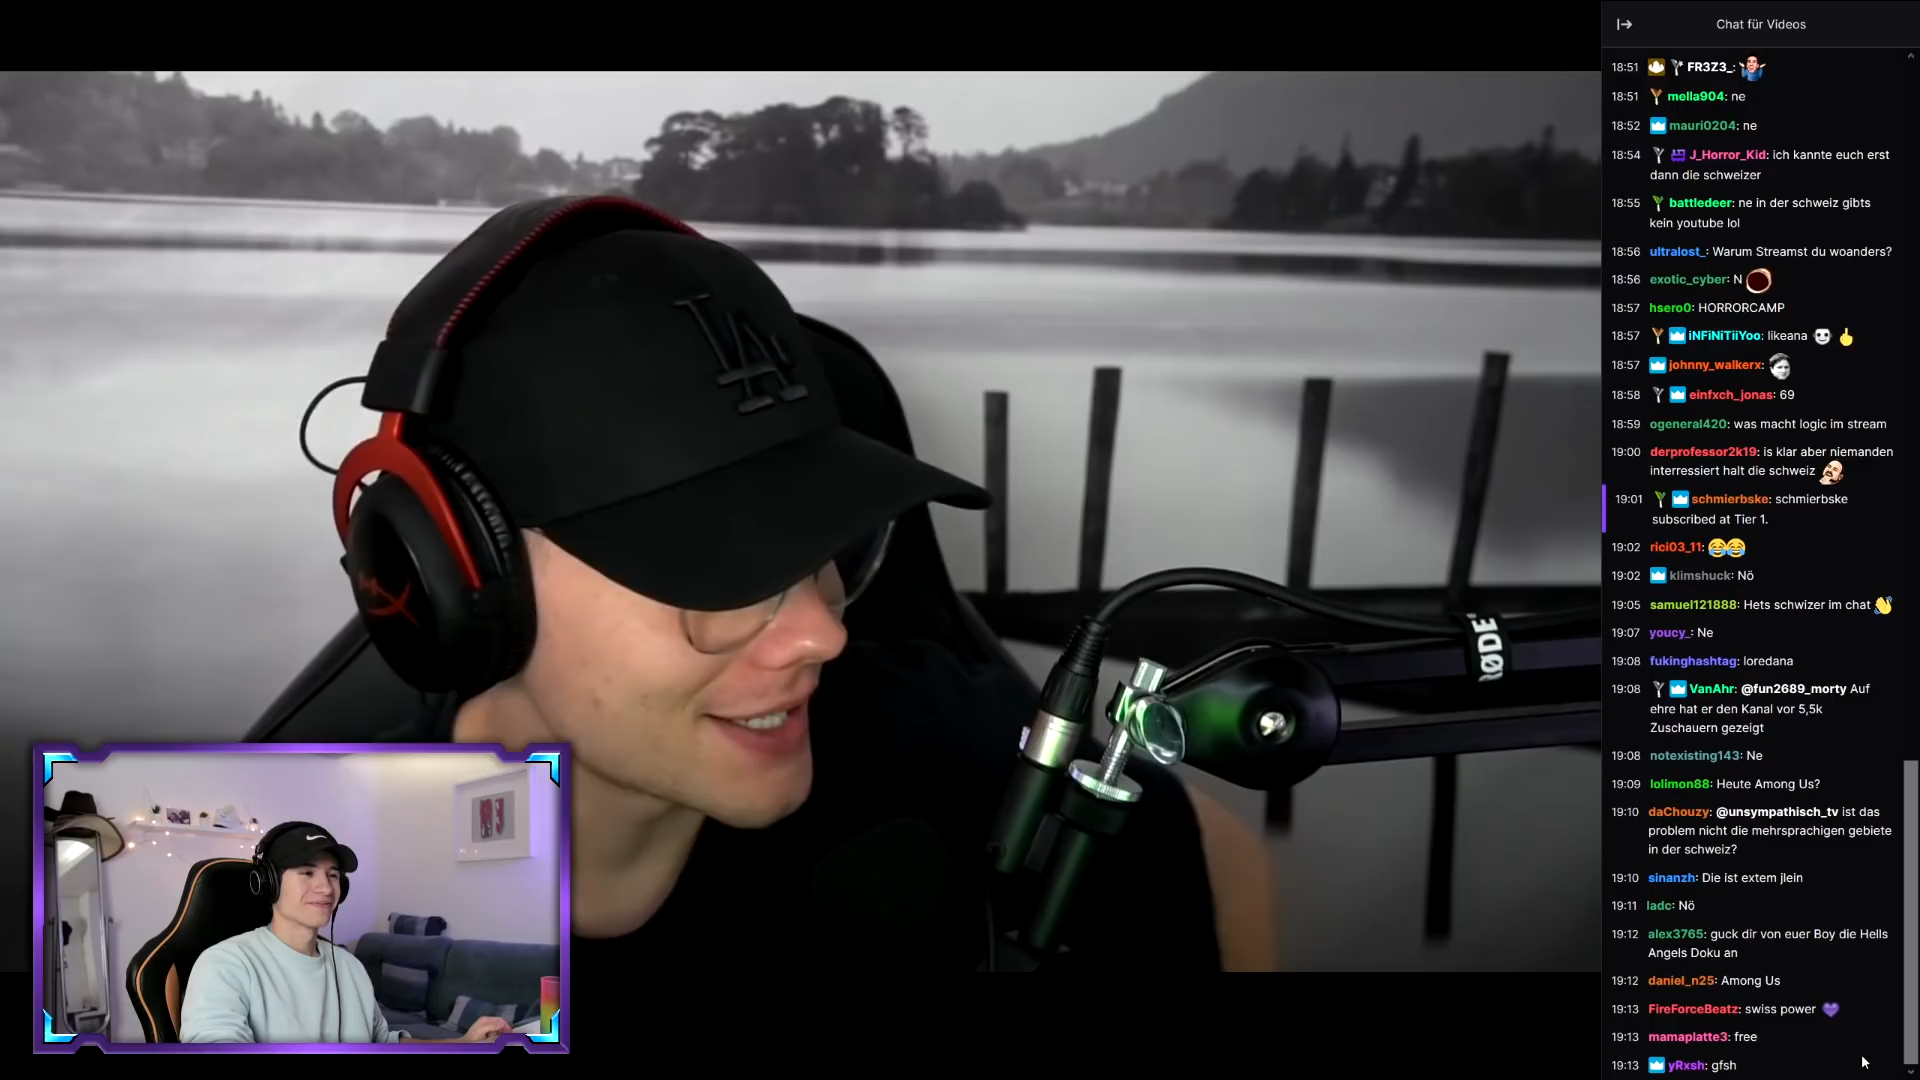 Chat für Videos
18:51 FR3Z3_:
18:51 mella904: ne
18:52 mauri0204: ne
18:54 J_Horror_Kid: ich kannte euch erst
dann die schweizer
18:55 battledeer: ne in der schweiz gibts
kein youtube lol
18:56 ultralost_: Warum Streamst du woanders?
18:56 exotic_cyber: N
18:57 hsero0: HORRORCAMP
18:57 iNFiNiTiiYoo: likeana
18:57 johnny_walkerx:
18:58 einfxch_jonas: 69
18:59 ogeneral420: was macht logic im stream
19:00 derprofessor2k19: is klar aber niemanden
interressiert halt die schweiz
19:01 schmierbske: schmierbske
subscribed at Tier 1.
19:02 rici03_11: 😂😂
19:02 klimshuck: Nö
19:05 samuel121888: Hets schwizer im chat 👋
19:07 youcy_: Ne
19:08 fukinghashtag: loredana
19:08 VanAhr: @fun2689_morty Auf
ehre hat er den Kanal vor 5,5k
Zuschauern gezeigt
19:08 notexisting143: Ne
19:09 lolimon88: Heute Among Us?
19:10 daChouzy: @unsympathisch_tv ist das
problem nicht die mehrsprachigen gebiete
in der schweiz?
19:10 sinanzh: Die ist extem jlein
19:11 ladc: Nö
19:12 alex3765: guck dir von euer Boy die Hells
Angels Doku an
19:12 daniel_n25: Among Us
19:13 FireForceBeatz: swiss power 💜
19:13 mamaplatte3: free
19:13 yRxsh: gfsh
LA
RØDE